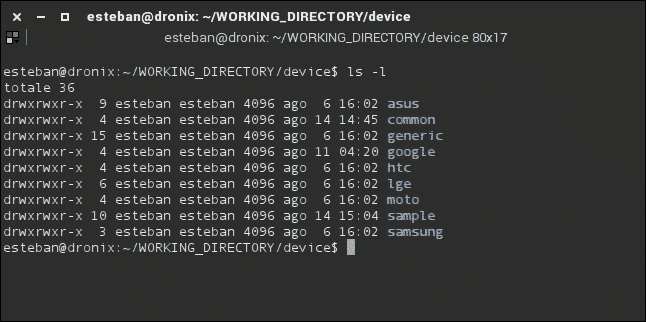 esteban@dronix: ~/WORKING_DIRECTORY/device
esteban@dronix: ~/WORKING_DIRECTORY/device 80x17
esteban@dronix:~/WORKING_DIRECTORY/device$ ls -l
totale 36
drwxrwxr-x  9 esteban esteban 4096 ago  6 16:02 asus
drwxrwxr-x  4 esteban esteban 4096 ago 14 14:45 common
drwxrwxr-x 15 esteban esteban 4096 ago  6 16:02 generic
drwxrwxr-x  4 esteban esteban 4096 ago 11 04:20 google
drwxrwxr-x  4 esteban esteban 4096 ago  6 16:02 htc
drwxrwxr-x  6 esteban esteban 4096 ago  6 16:02 lge
drwxrwxr-x  4 esteban esteban 4096 ago  6 16:02 moto
drwxrwxr-x 10 esteban esteban 4096 ago 14 15:04 sample
drwxrwxr-x  3 esteban esteban 4096 ago  6 16:02 samsung
esteban@dronix:~/WORKING_DIRECTORY/device$